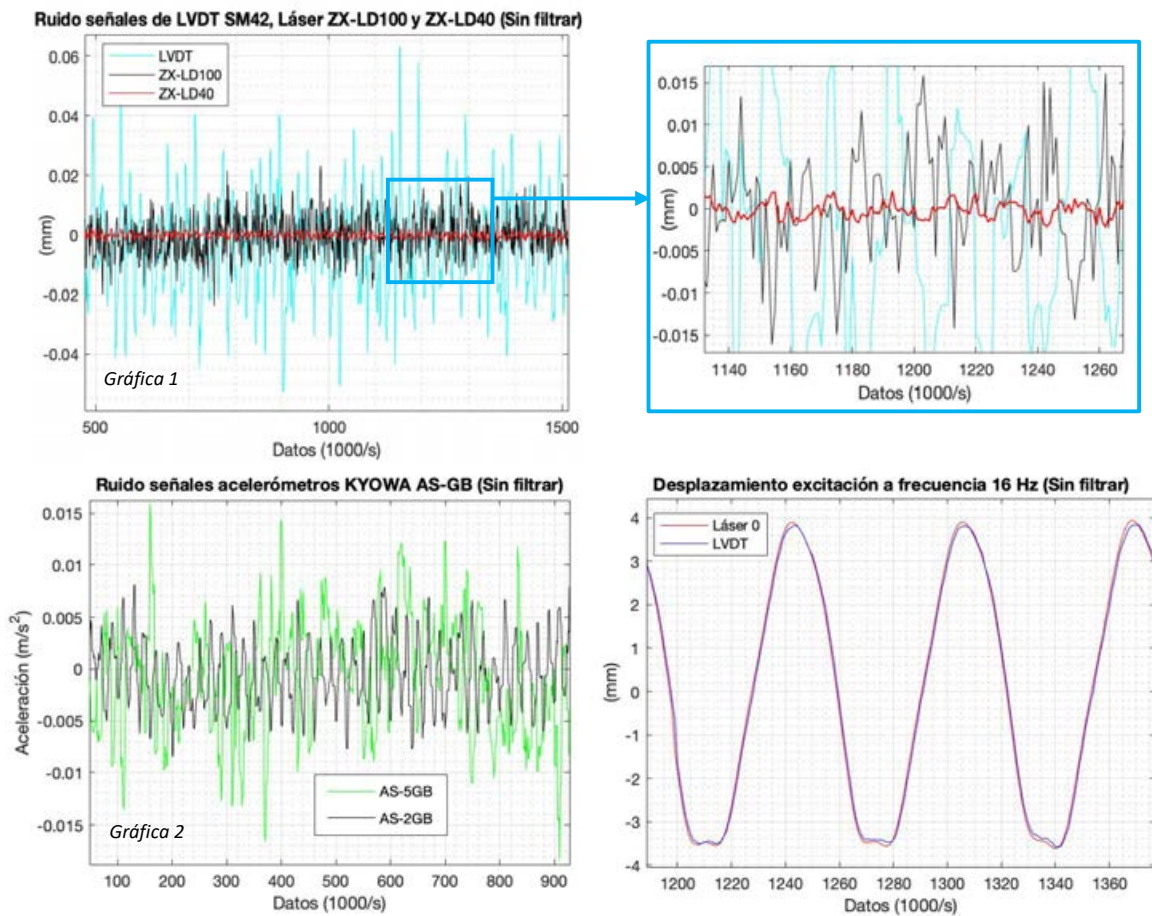 Ruido señales de LVDT SM42, Láser ZX-LD100 y ZX-LD40 (Sin filtrar)
0.06
0.04
0.02
0
-0.02
-0.04
(mm)
LVDT
ZX-LD100
ZX-LD40
Gráfica 1
500
1000
1500
Datos (1000/s)
0.015
0.01
0.005
0
-0.005
-0.01
-0.015
(mm)
1140
1160
1180
1200
1220
1240
1260
Datos (1000/s)
Ruido señales acelerómetros KYOWA AS-GB (Sin filtrar)
0.015
0.01
0.005
0
-0.005
-0.01
-0.015
Aceleración (m/s²)
AS-5GB
AS-2GB
Gráfica 2
100
200
300
400
500
600
700
800
900
Datos (1000/s)
Desplazamiento excitación a frecuencia 16 Hz (Sin filtrar)
4
3
2
1
0
-1
-2
-3
-4
(mm)
Láser 0
LVDT
1200
1220
1240
1260
1280
1300
1320
1340
1360
Datos (1000/s)